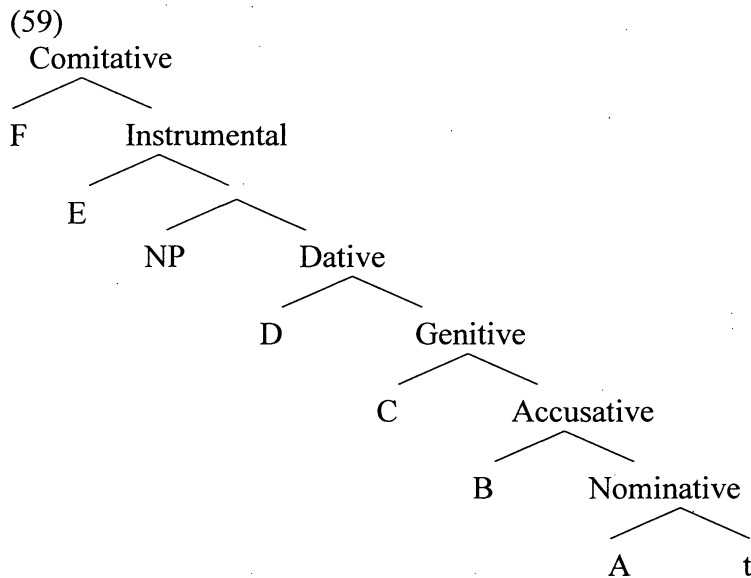 (59)
Comitative
F Instrumental
E
NP Dative
D Genitive
C Accusative
B Nominative
A t